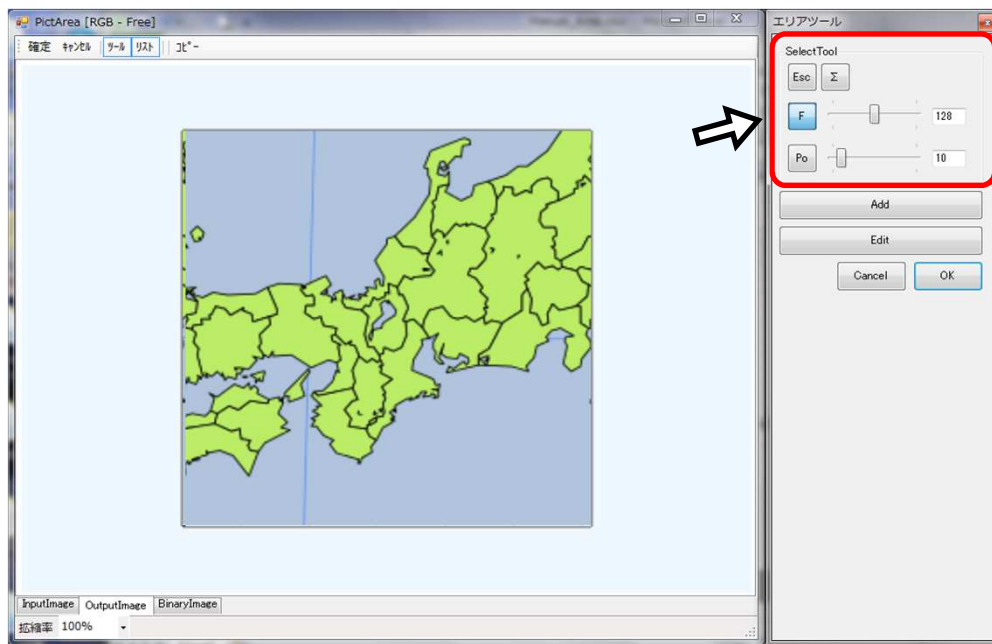 PictArea [RGB - Free]
確定 ｷｬﾝｾﾙ ﾂｰﾙ ﾘｽﾄ ｺﾋﾟｰ
InputImage OutputImage BinaryImage
拡縮率 100%
エリアツール
SelectTool
Esc Σ
F 128
Po 10
Add
Edit
Cancel OK